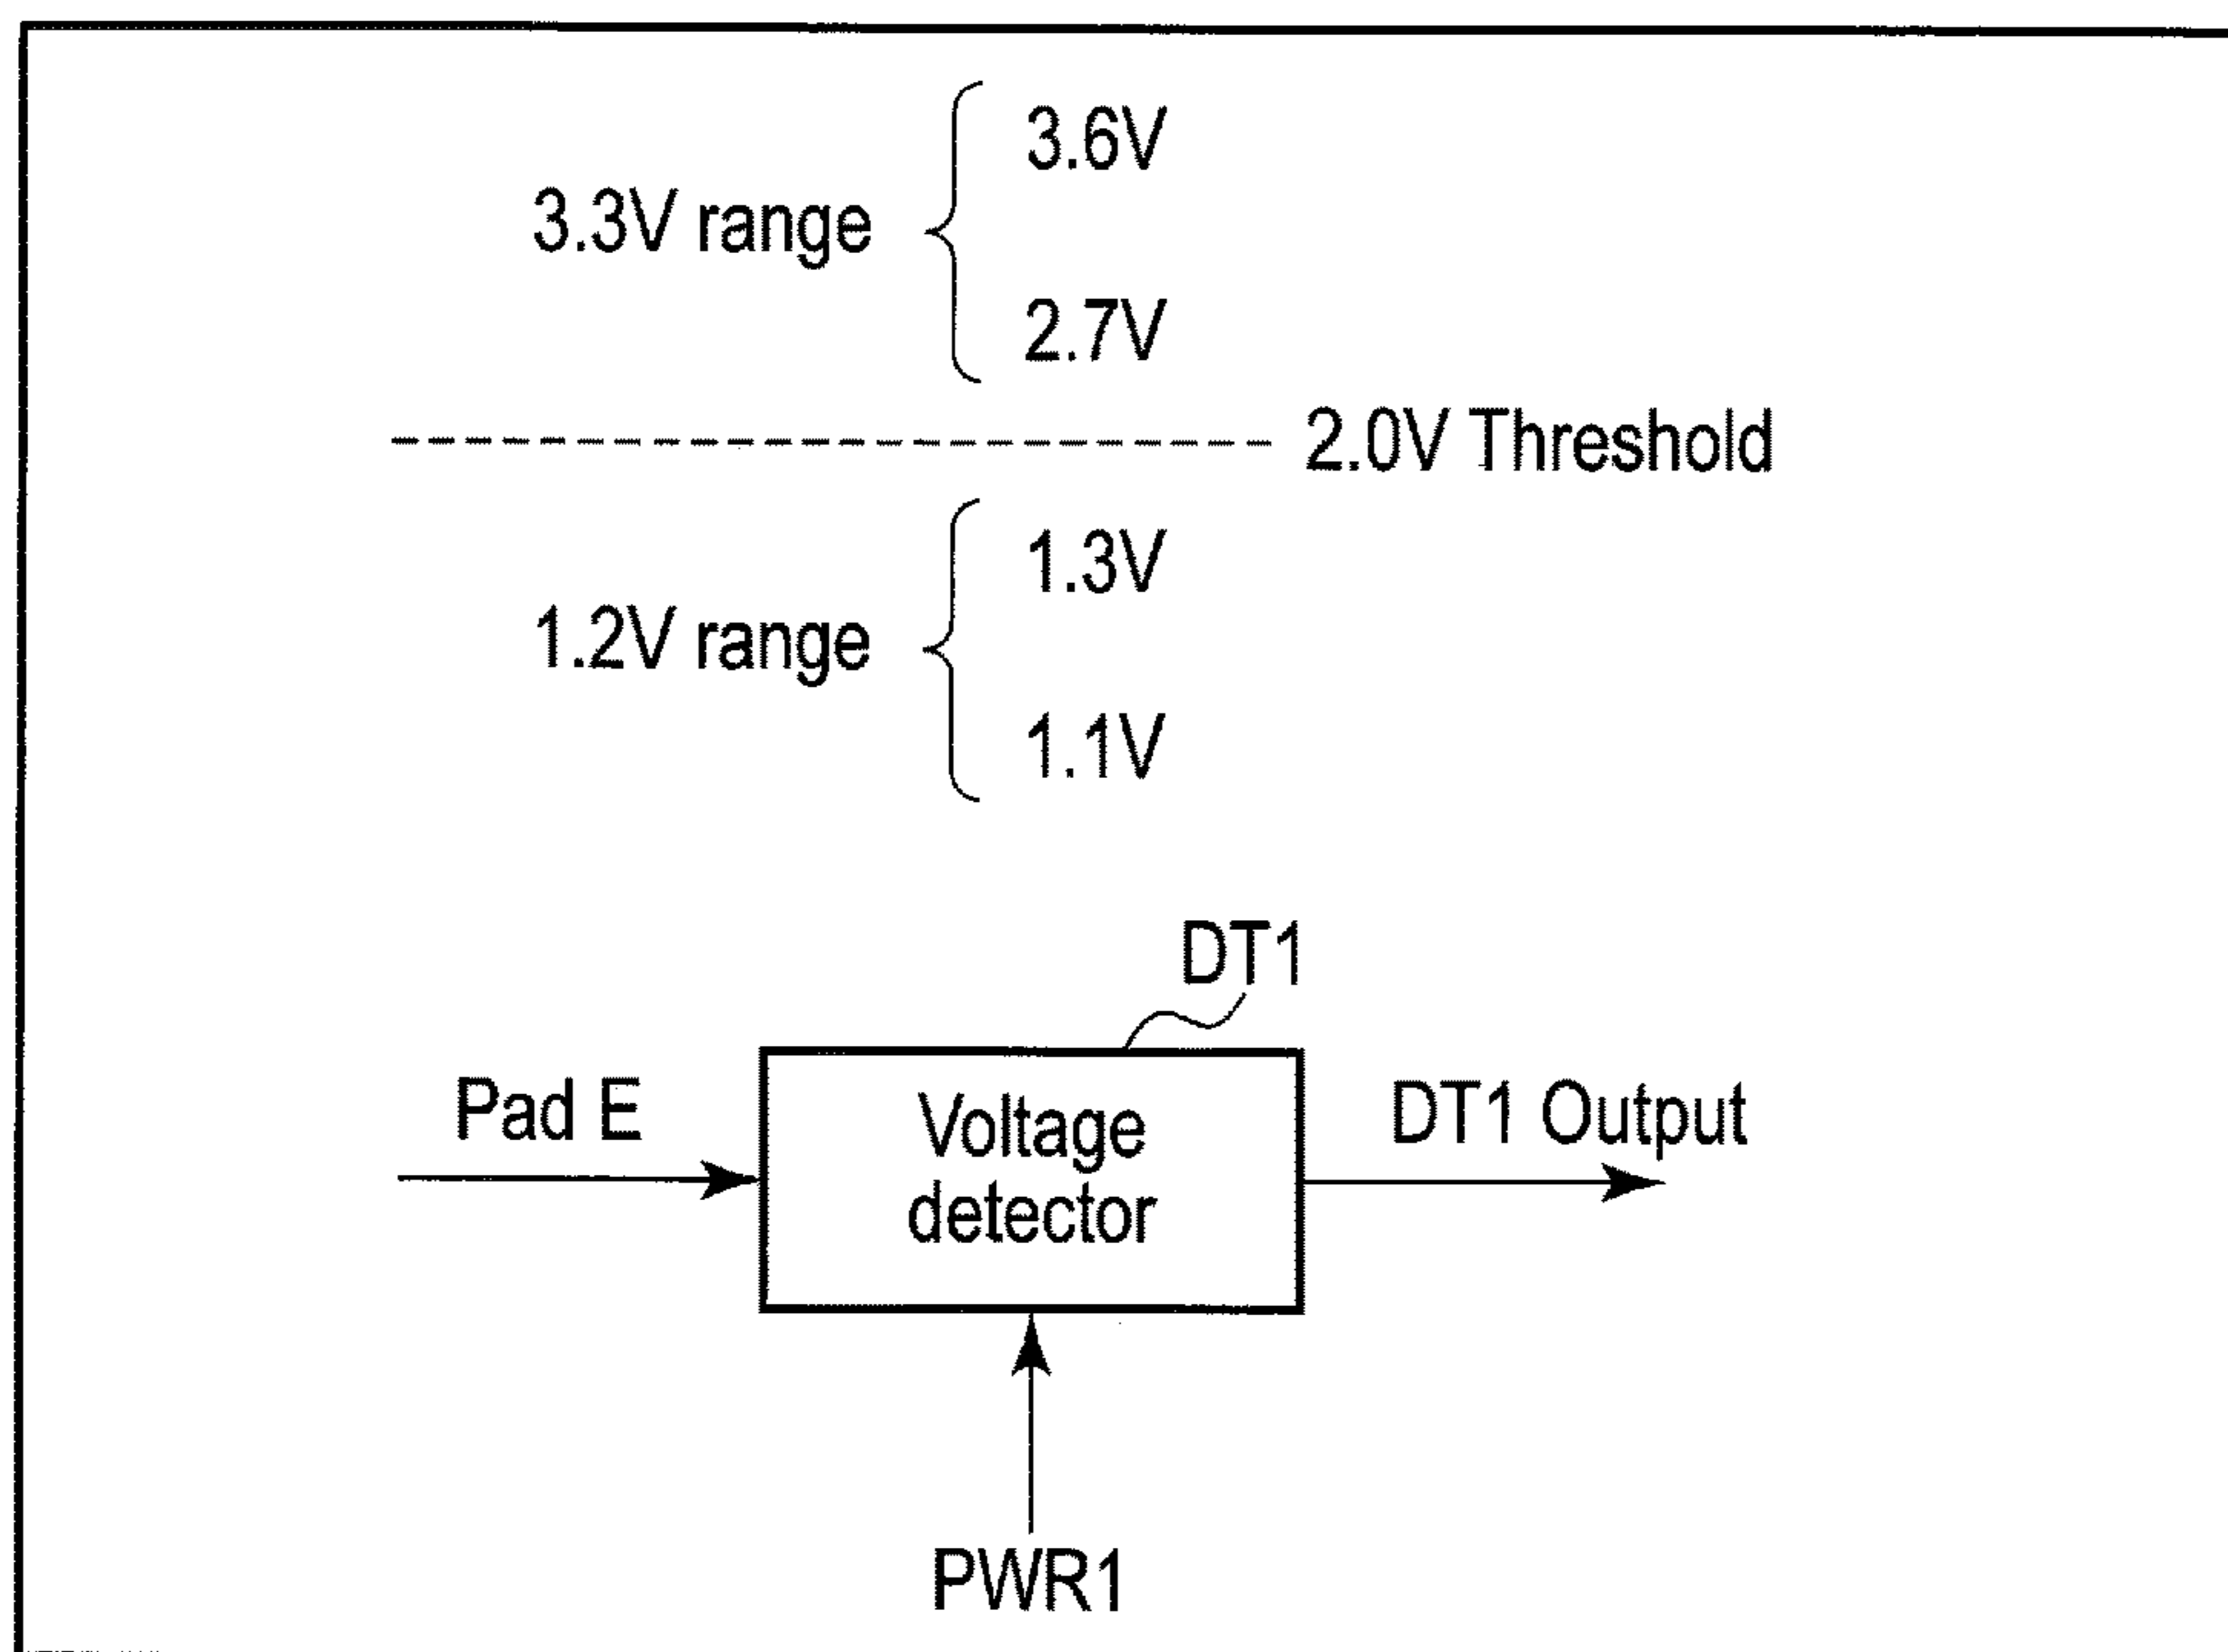 3.6V
3.3V range
2.7V
2.0V Threshold
1.3V
1.2V range
1.1V
DT1
Pad E
Voltage
detector
DT1 Output
PWR1